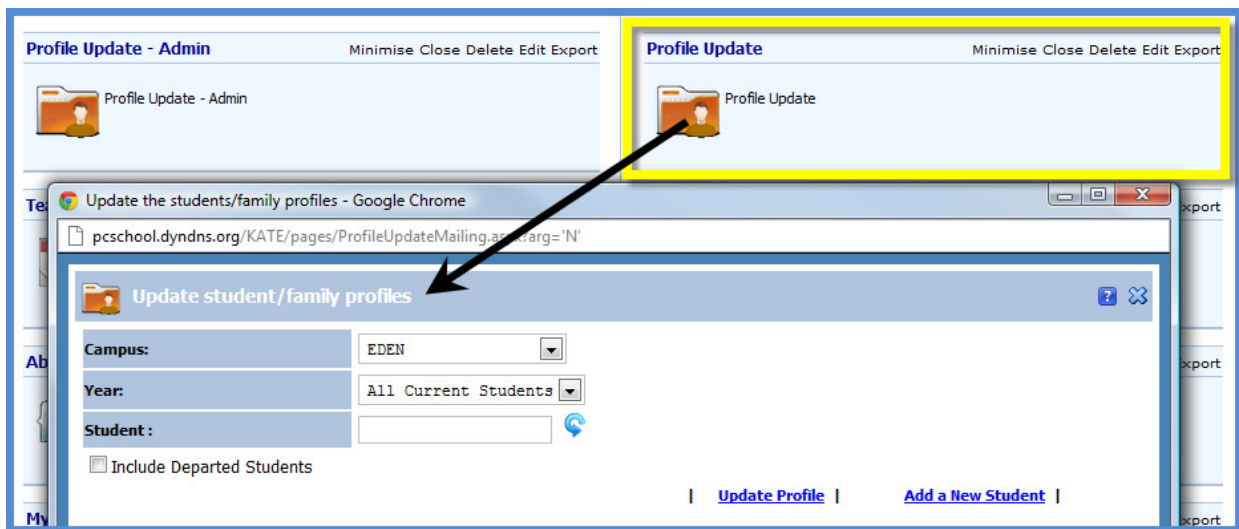 Profile Update - Admin Minimise Close Delete Edit Export
Profile Update Minimise Close Delete Edit Export
Profile Update - Admin
Profile Update
Update the students/family profiles - Google Chrome
pcschool.dyndns.org/KATE/pages/ProfileUpdateMailing.aspx?arg='N'
Update student/family profiles
Campus: EDEN
Year: All Current Students
Student :
Include Departed Students
| Update Profile | Add a New Student |
My